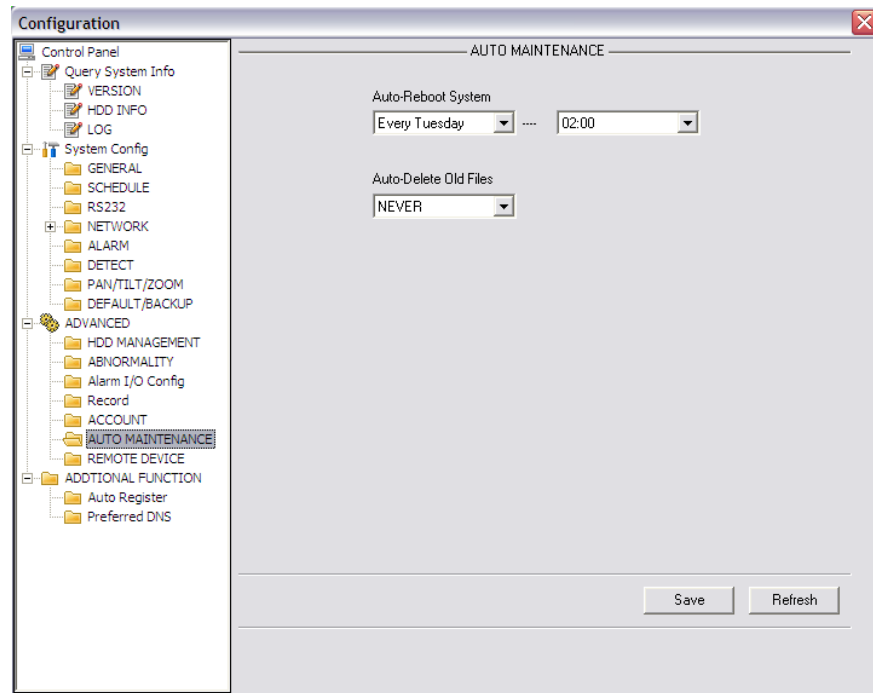 Configuration
Control Panel
Query System Info
VERSION
HDD INFO
LOG
System Config
GENERAL
SCHEDULE
RS232
NETWORK
ALARM
DETECT
PAN/TILT/ZOOM
DEFAULT/BACKUP
ADVANCED
HDD MANAGEMENT
ABNORMALITY
Alarm I/O Config
Record
ACCOUNT
AUTO MAINTENANCE
REMOTE DEVICE
ADDTIONAL FUNCTION
Auto Register
Preferred DNS
AUTO MAINTENANCE
Auto-Reboot System
Every Tuesday ---- 02:00
Auto-Delete Old Files
NEVER
Save Refresh